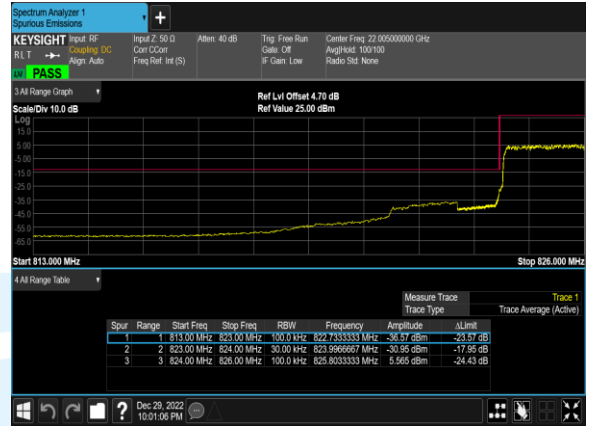 Spectrum Analyzer 1
Spurious Emissions
+
KEYSIGHT Input: RF Input Z: 50 Ω Atten: 40 dB Trig: Free Run Center Freq: 22.005000000 GHz
RLT Coupling: DC Corr CCorr Gate: Off Avg|Hold: 100/100
Align: Auto Freq Ref: Int (S) IF Gain: Low Radio Std: None
PASS
3 All Range Graph
Ref Lvl Offset 4.70 dB
Scale/Div 10.0 dB Ref Value 25.00 dBm
Log
15.0
5.00
-5.00
-15.0
-25.0
-35.0
-45.0
-55.0
-65.0
Start 813.000 MHz Stop 826.000 MHz
4 All Range Table
Measure Trace Trace 1
Trace Type Trace Average (Active)
Spur Range Start Freq Stop Freq RBW Frequency Amplitude ΔLimit
1 1 813.00 MHz 823.00 MHz 100.0 kHz 822.7333333 MHz -36.57 dBm -23.57 dB
2 2 823.00 MHz 824.00 MHz 30.00 kHz 823.9966667 MHz -30.95 dBm -17.95 dB
3 3 824.00 MHz 826.00 MHz 100.0 kHz 825.8033333 MHz 5.565 dBm -24.43 dB
? Dec 29, 2022
10:01:06 PM